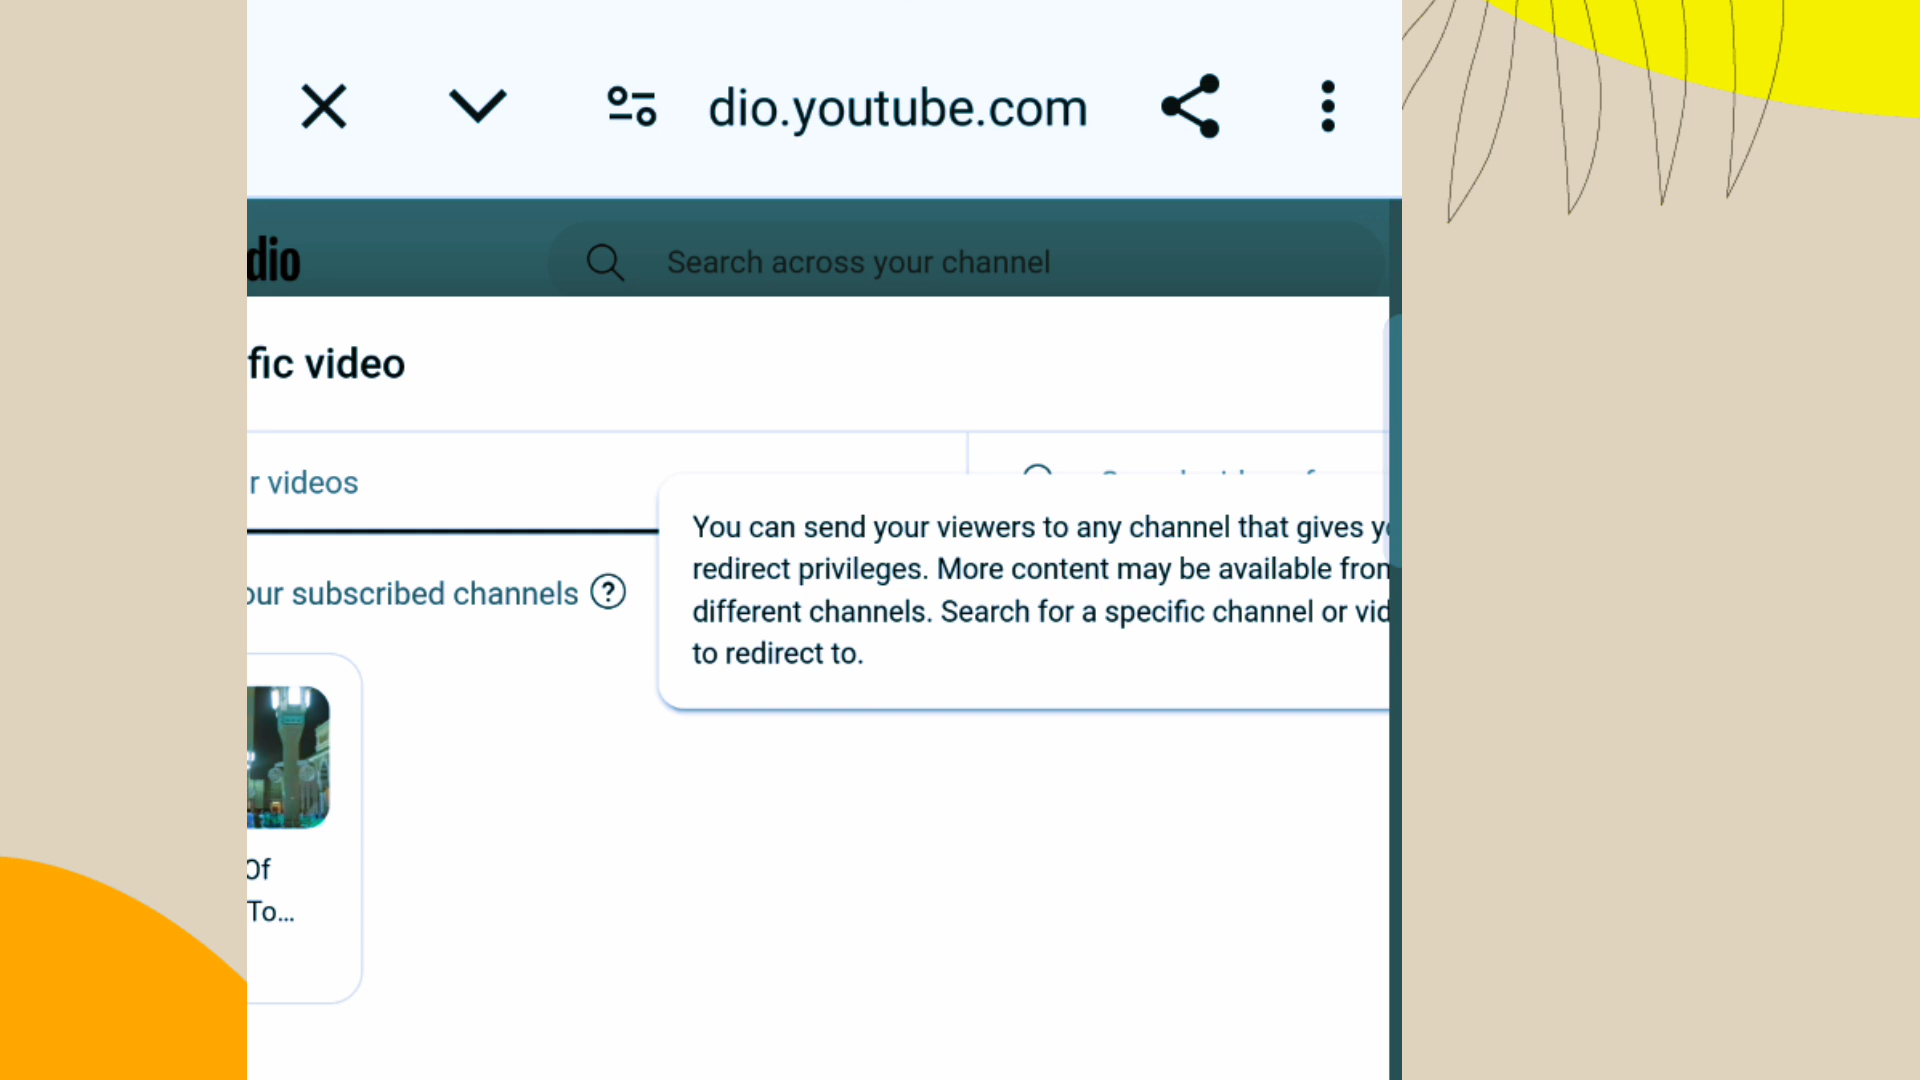 dio.youtube.com
dio
Search across your channel
fic video
r videos
You can send your viewers to any channel that gives
redirect privileges. More content may be available from
different channels. Search for a specific channel or vid
to redirect to.
our subscribed channels
Of
To...